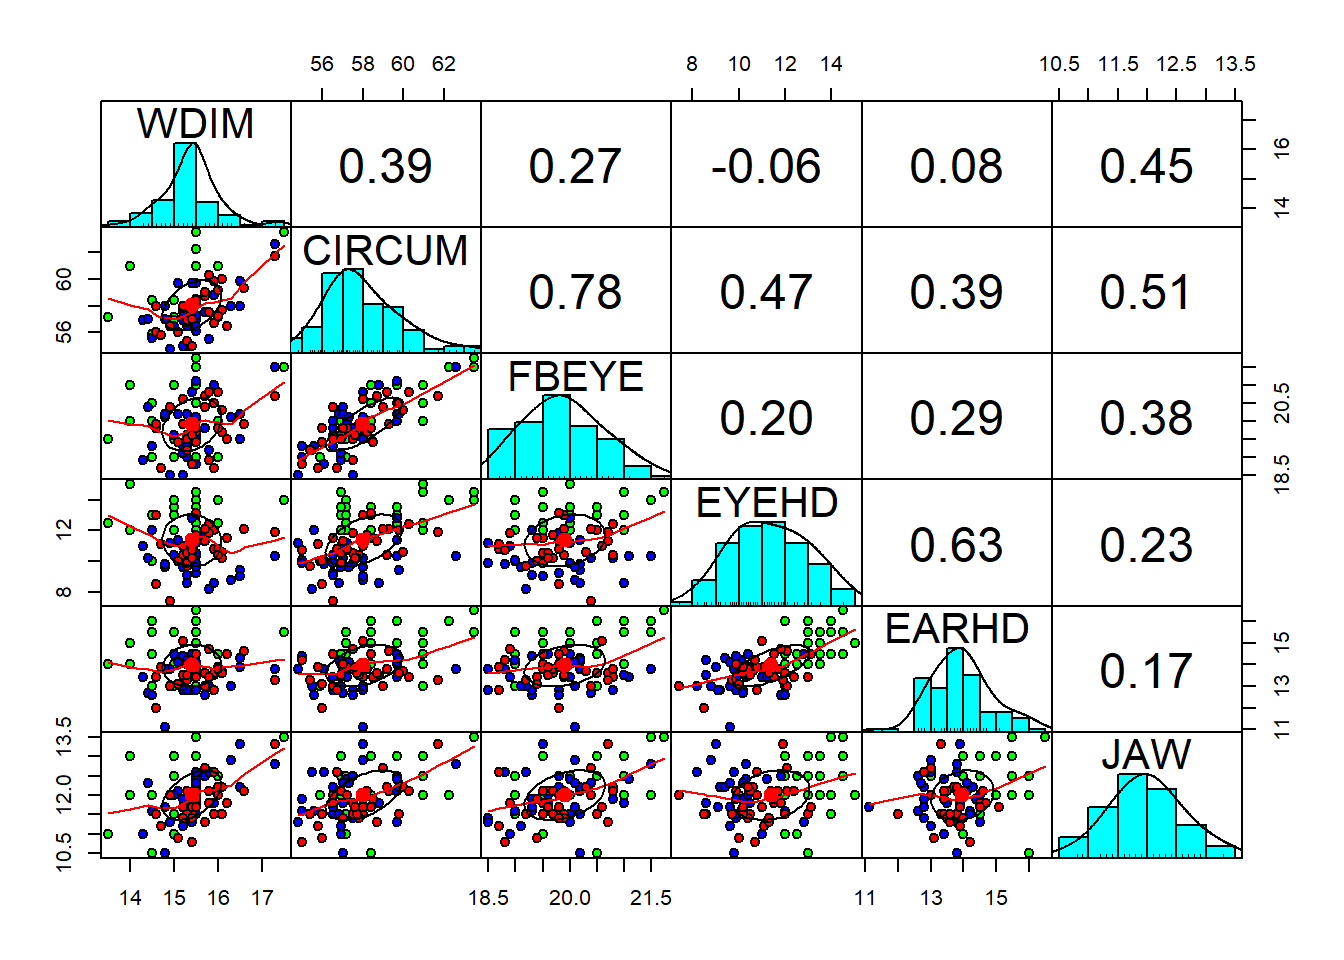 56 58 60 62 8 10 12 14 10.5 11.5 12.5 13.5
WDIM 0.39 0.27 -0.06 0.08 0.45 14 16
56 60 CIRCUM 0.78 0.47 0.39 0.51
FBEYE 0.20 0.29 0.38 18.5 20.5
8 12 EYEHD 0.63 0.23
EARHD 0.17 11 13 15
10.5 12.0 13.5 JAW
14 15 16 17 18.5 20.0 21.5 11 13 15